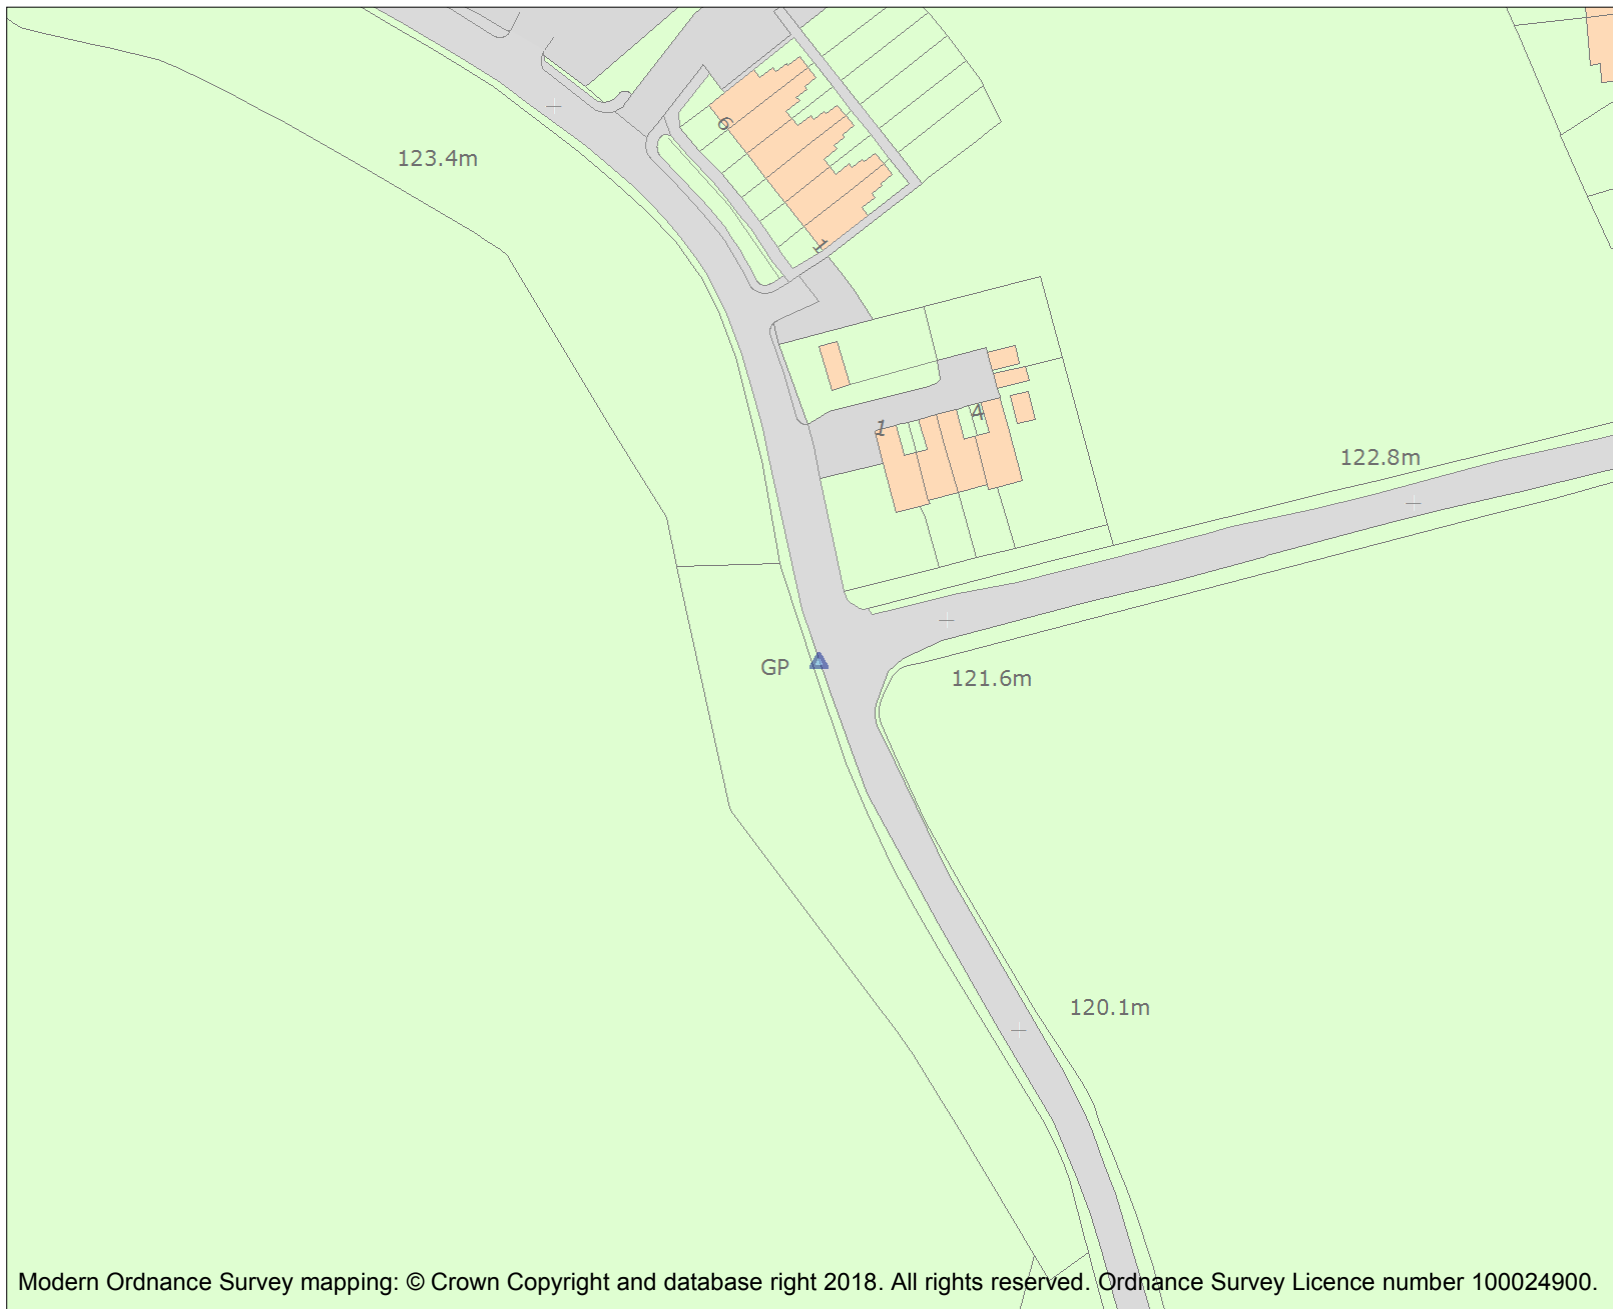 6
123.4m
1
4
1
122.8m
GP
121.6m
120.1m
Modern Ordnance Survey mapping: © Crown Copyright and database right 2018. All rights reserved. Ordnance Survey Licence number 100024900.